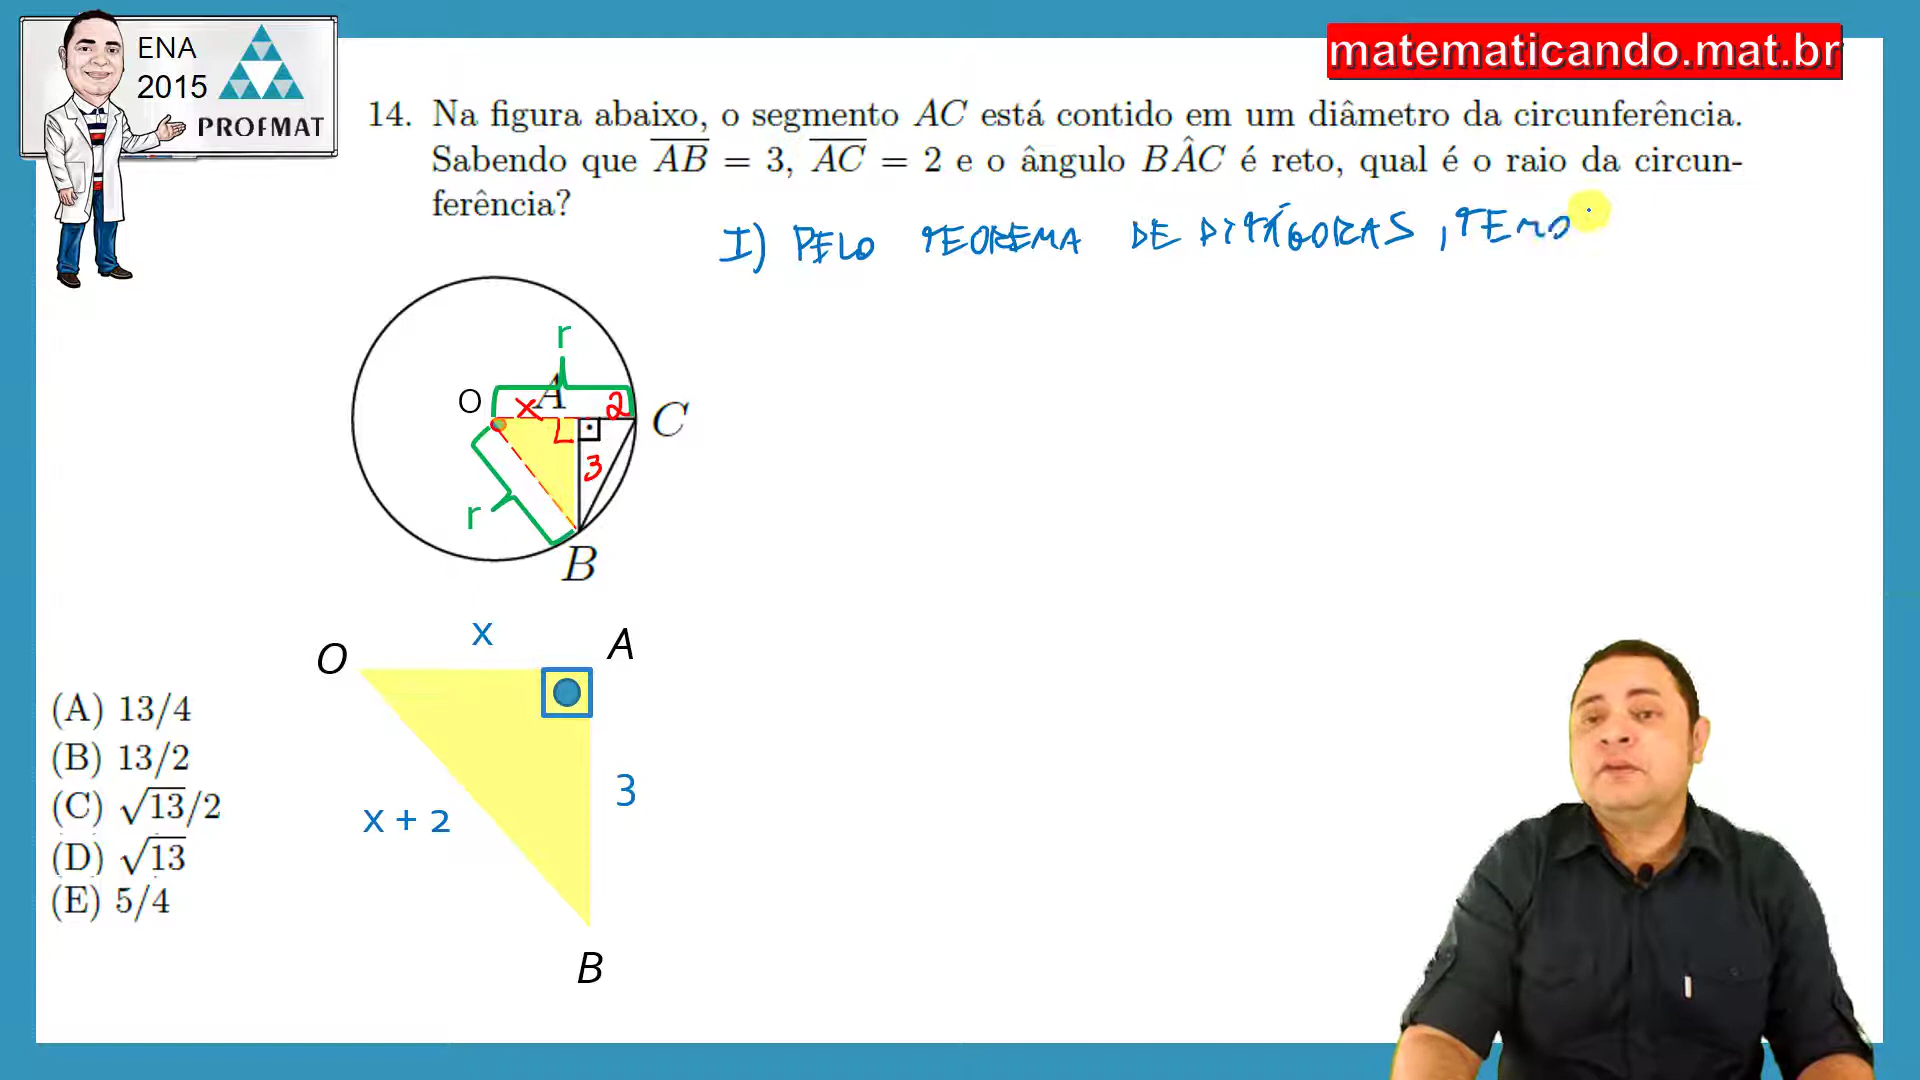 ENA
2015
PROFMAT
matematicando.mat.br
14. Na figura abaixo, o segmento AC está contido em um diâmetro da circunferência.
Sabendo que AB = 3, AC = 2 e o ângulo BÂC é reto, qual é o raio da circun-
ferência?
I) PELO TEOREMA DE PITÁGORAS, TEMO
r
O x A 2 C
3
r
B
x
O A
(A) 13/4
(B) 13/2
(C) √13/2
(D) √13
(E) 5/4
x + 2
3
B